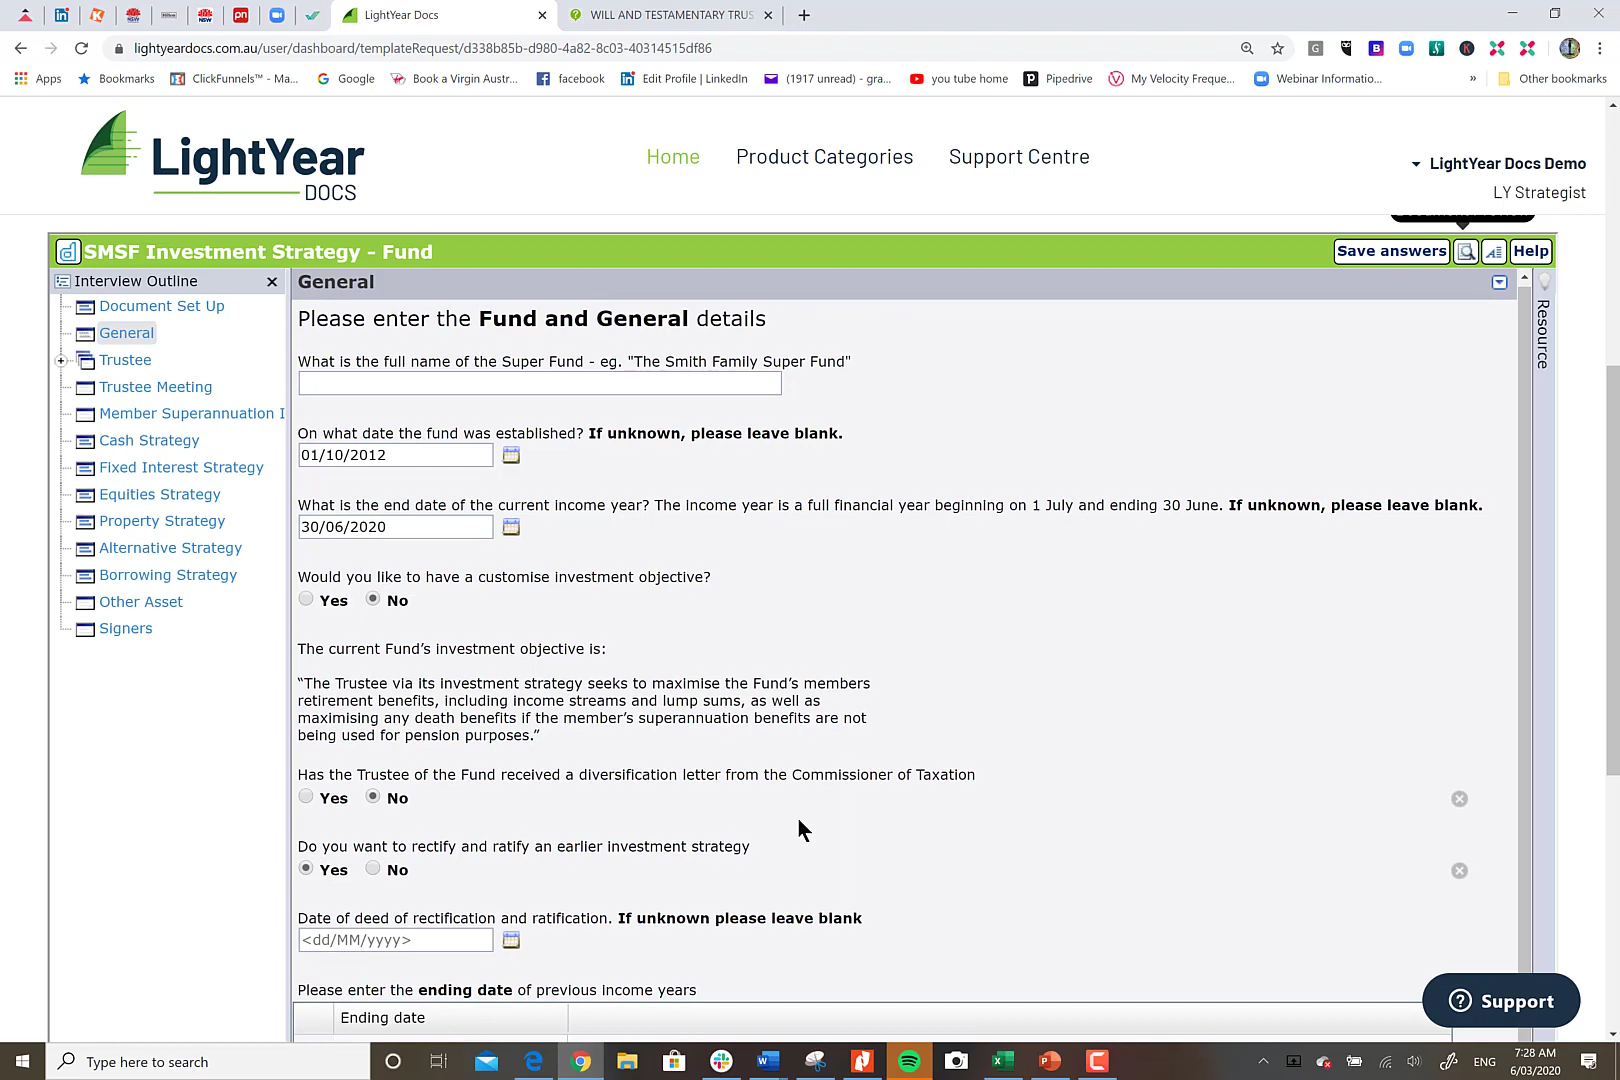 LightYear Docs
WILL AND TESTAMENTARY TRUS
lightyeardocs.com.au/user/dashboard/templateRequest/d338b85b-d980-4a82-8c03-40314515df86
Apps
Bookmarks
ClickFunnels™ - Ma...
Google
Book a Virgin Austr...
facebook
Edit Profile | LinkedIn
(1917 unread) - gra...
you tube home
Pipedrive
My Velocity Freque...
Webinar Informatio...
»
Other bookmarks
LightYear
DOCS
Home
Product Categories
Support Centre
LightYear Docs Demo
LY Strategist
SMSF Investment Strategy - Fund
Save answers
Help
Interview Outline
Document Set Up
General
Trustee
Trustee Meeting
Member Superannuation I
Cash Strategy
Fixed Interest Strategy
Equities Strategy
Property Strategy
Alternative Strategy
Borrowing Strategy
Other Asset
Signers
General
Resource
Please enter the Fund and General details
What is the full name of the Super Fund - eg. "The Smith Family Super Fund"
On what date the fund was established? If unknown, please leave blank.
01/10/2012
What is the end date of the current income year? The income year is a full financial year beginning on 1 July and ending 30 June. If unknown, please leave blank.
30/06/2020
Would you like to have a customise investment objective?
Yes No
The current Fund's investment objective is:
“The Trustee via its investment strategy seeks to maximise the Fund’s members
retirement benefits, including income streams and lump sums, as well as
maximising any death benefits if the member’s superannuation benefits are not
being used for pension purposes.”
Has the Trustee of the Fund received a diversification letter from the Commissioner of Taxation
Yes No
Do you want to rectify and ratify an earlier investment strategy
Yes No
Date of deed of rectification and ratification. If unknown please leave blank
<dd/MM/yyyy>
Please enter the ending date of previous income years
Ending date
Support
Type here to search
ENG
7:28 AM
6/03/2020